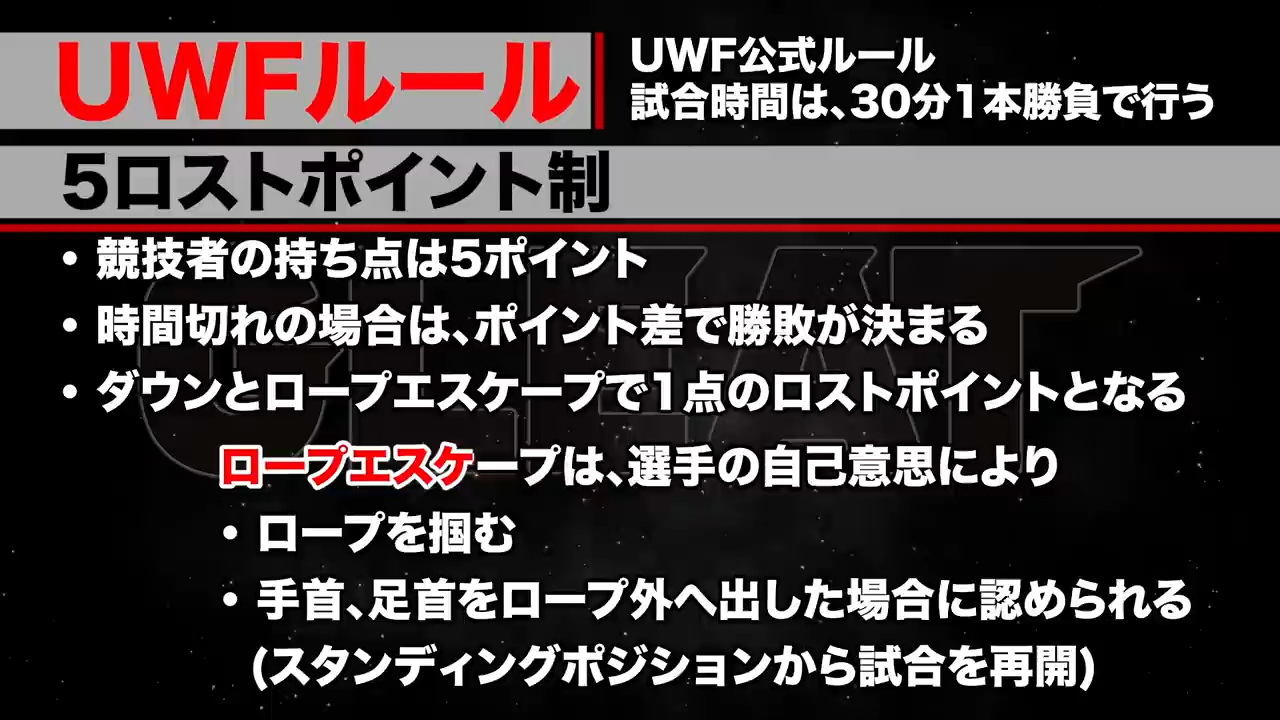 UWFルール
UWF公式ルール
試合時間は、30分1本勝負で行う
5ロストポイント制
• 競技者の持ち点は5ポイント
• 時間切れの場合は、ポイント差で勝敗が決まる
• ダウンとロープエスケープで1点のロストポイントとなる
ロープエスケープは、選手の自己意思により
• ロープを掴む
• 手首、足首をロープ外へ出した場合に認められる
(スタンディングポジションから試合を再開)
GLEAT